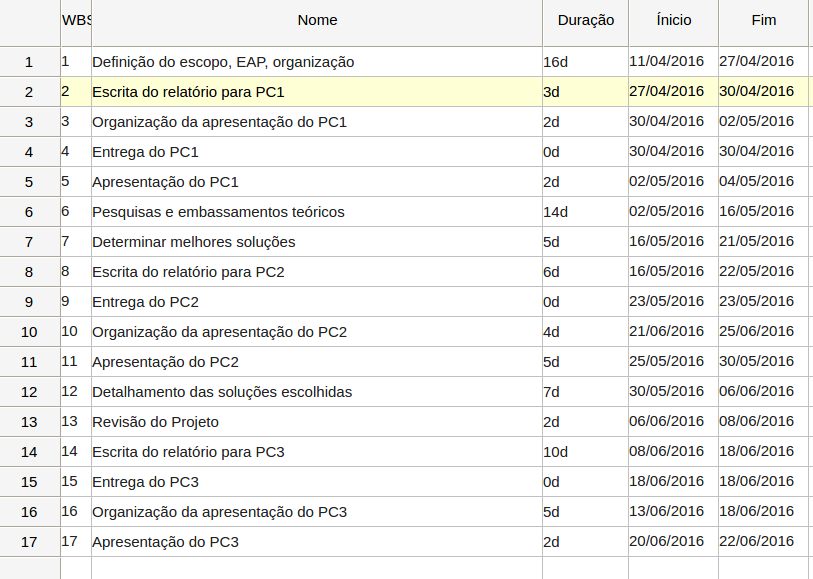 WBS Nome Duração Ínicio Fim
1 1 Definição do escopo, EAP, organização 16d 11/04/2016 27/04/2016
2 2 Escrita do relatório para PC1 3d 27/04/2016 30/04/2016
3 3 Organização da apresentação do PC1 2d 30/04/2016 02/05/2016
4 4 Entrega do PC1 0d 30/04/2016 30/04/2016
5 5 Apresentação do PC1 2d 02/05/2016 04/05/2016
6 6 Pesquisas e embassamentos teóricos 14d 02/05/2016 16/05/2016
7 7 Determinar melhores soluções 5d 16/05/2016 21/05/2016
8 8 Escrita do relatório para PC2 6d 16/05/2016 22/05/2016
9 9 Entrega do PC2 0d 23/05/2016 23/05/2016
10 10 Organização da apresentação do PC2 4d 21/06/2016 25/06/2016
11 11 Apresentação do PC2 5d 25/05/2016 30/05/2016
12 12 Detalhamento das soluções escolhidas 7d 30/05/2016 06/06/2016
13 13 Revisão do Projeto 2d 06/06/2016 08/06/2016
14 14 Escrita do relatório para PC3 10d 08/06/2016 18/06/2016
15 15 Entrega do PC3 0d 18/06/2016 18/06/2016
16 16 Organização da apresentação do PC3 5d 13/06/2016 18/06/2016
17 17 Apresentação do PC3 2d 20/06/2016 22/06/2016